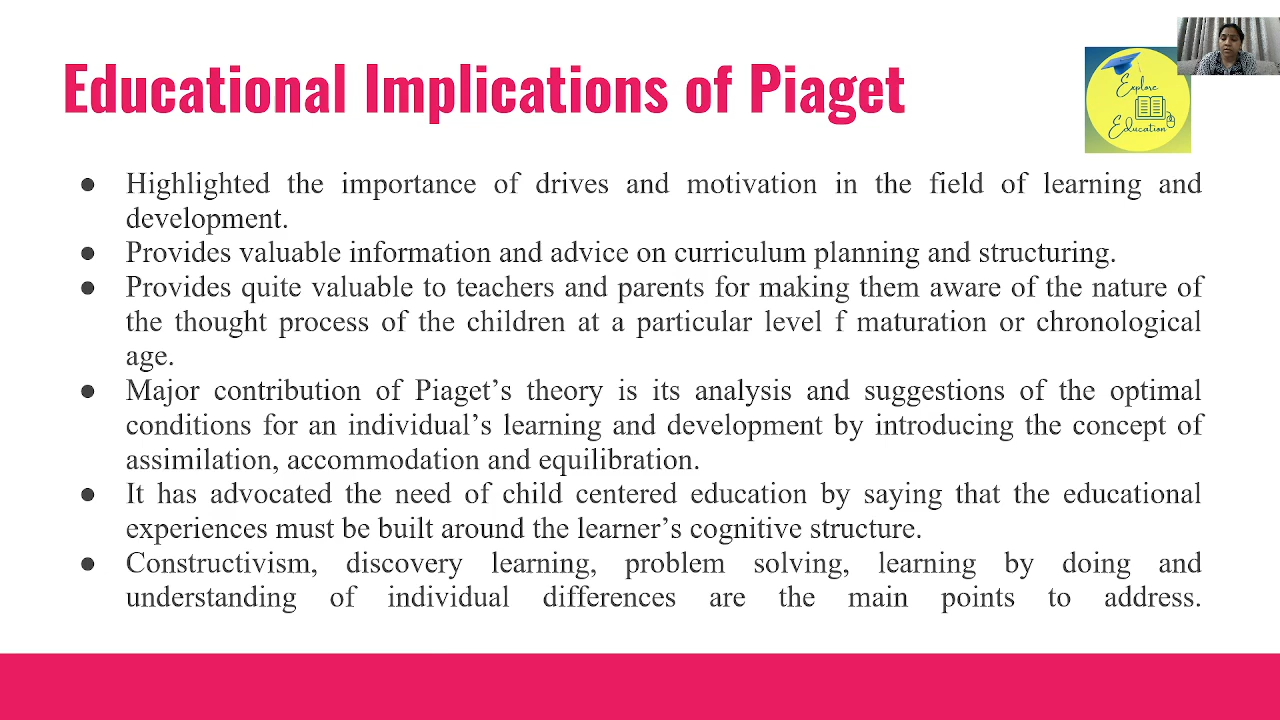 Educational Implications of Piaget
Explore
Education
● Highlighted the importance of drives and motivation in the field of learning and
development.
● Provides valuable information and advice on curriculum planning and structuring.
● Provides quite valuable to teachers and parents for making them aware of the nature of
the thought process of the children at a particular level f maturation or chronological
age.
● Major contribution of Piaget’s theory is its analysis and suggestions of the optimal
conditions for an individual’s learning and development by introducing the concept of
assimilation, accommodation and equilibration.
● It has advocated the need of child centered education by saying that the educational
experiences must be built around the learner’s cognitive structure.
● Constructivism, discovery learning, problem solving, learning by doing and
understanding of individual differences are the main points to address.